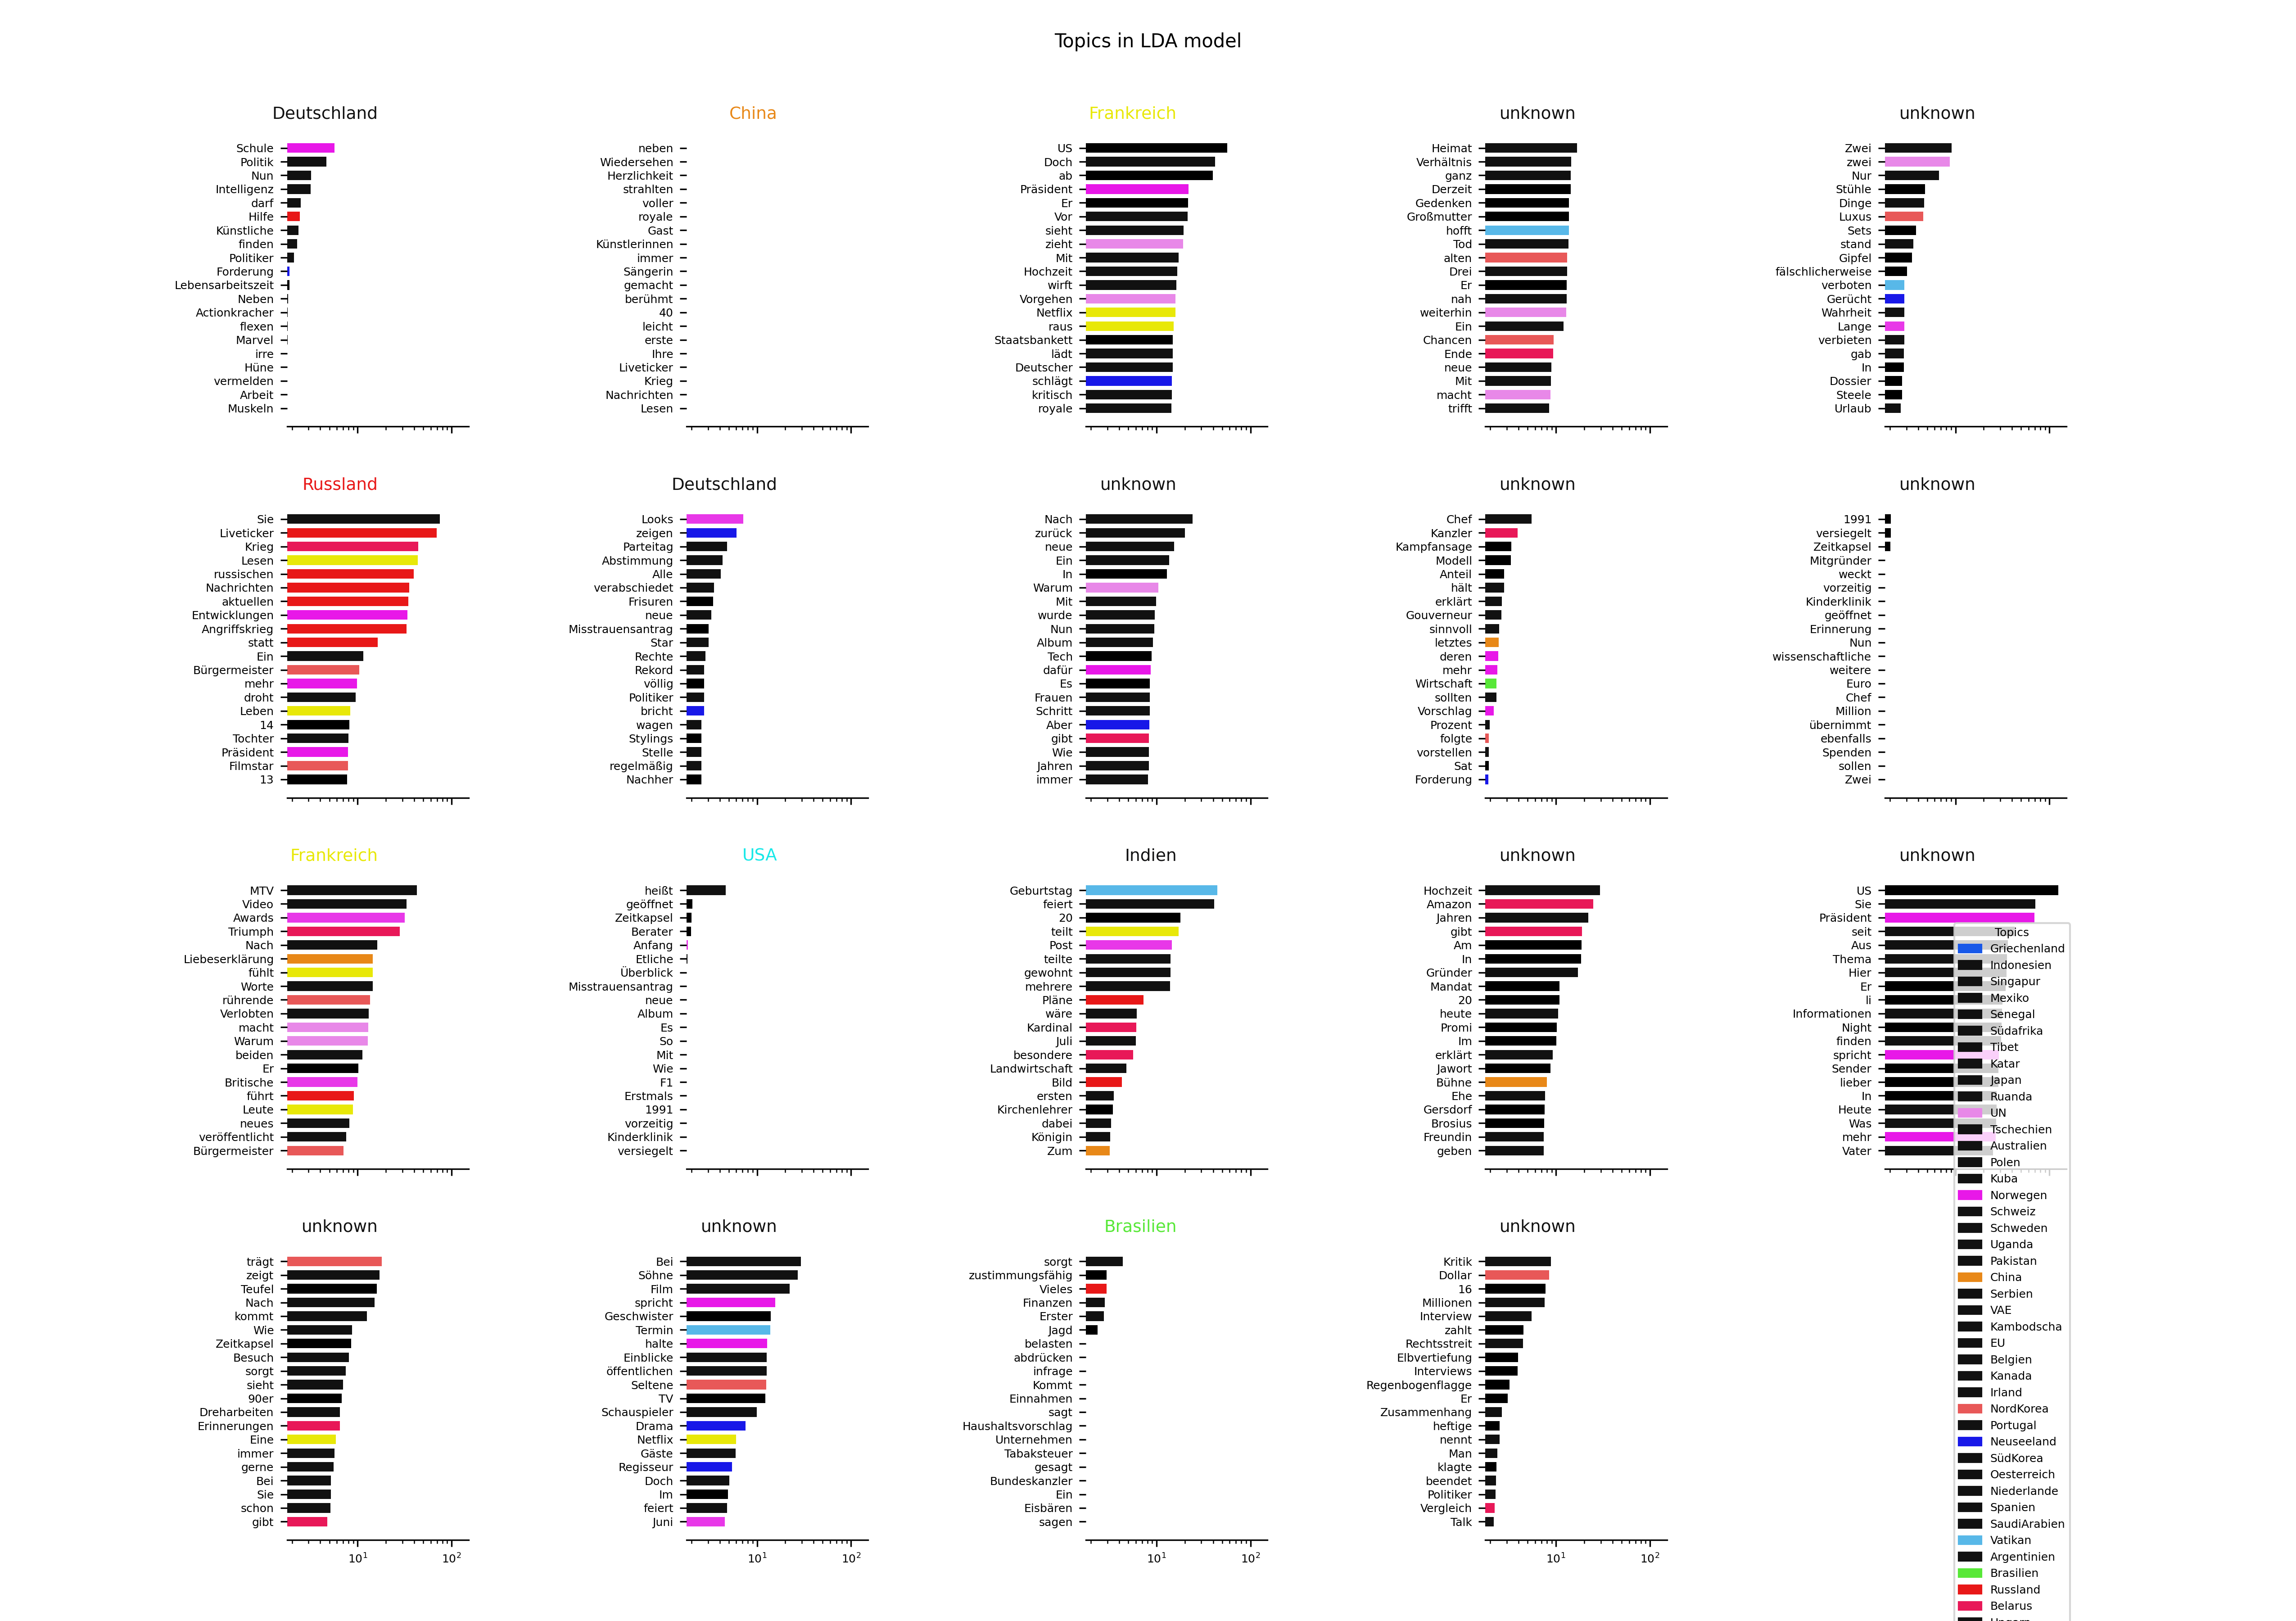 Topics in LDA model
Deutschland
Schule
Politik
Nun
Intelligenz
darf
Hilfe
Künstliche
finden
Politiker
Forderung
Lebensarbeitszeit
Neben
Actionkracher
flexen
Marvel
irre
Hüne
vermelden
Arbeit
Muskeln
China
neben
Wiedersehen
Herzlichkeit
strahlten
voller
royale
Gast
Künstlerinnen
immer
Sängerin
gemacht
berühmt
40
leicht
erste
Ihre
Liveticker
Krieg
Nachrichten
Lesen
Frankreich
US
Doch
ab
Präsident
Er
Vor
sieht
zieht
Mit
Hochzeit
wirft
Vorgehen
Netflix
raus
Staatsbankett
lädt
Deutscher
schlägt
kritisch
royale
unknown
Heimat
Verhältnis
ganz
Derzeit
Gedenken
Großmutter
hofft
Tod
alten
Drei
Er
nah
weiterhin
Ein
Chancen
Ende
neue
Mit
macht
trifft
unknown
Zwei
zwei
Nur
Stühle
Dinge
Luxus
Sets
stand
Gipfel
fälschlicherweise
verboten
Gerücht
Wahrheit
Lange
verbieten
gab
In
Dossier
Steele
Urlaub
Russland
Sie
Liveticker
Krieg
Lesen
russischen
Nachrichten
aktuellen
Entwicklungen
Angriffskrieg
statt
Ein
Bürgermeister
mehr
droht
Leben
14
Tochter
Präsident
Filmstar
13
Deutschland
Looks
zeigen
Parteitag
Abstimmung
Alle
verabschiedet
Frisuren
neue
Misstrauensantrag
Star
Rechte
Rekord
völlig
Politiker
bricht
wagen
Stylings
Stelle
regelmäßig
Nachher
unknown
Nach
zurück
neue
Ein
In
Warum
Mit
wurde
Nun
Album
Tech
dafür
Es
Frauen
Schritt
Aber
gibt
Wie
Jahren
immer
unknown
Chef
Kanzler
Kampfansage
Modell
Anteil
hält
erklärt
Gouverneur
sinnvoll
letztes
deren
mehr
Wirtschaft
sollten
Vorschlag
Prozent
folgte
vorstellen
Sat
Forderung
unknown
1991
versiegelt
Zeitkapsel
Mitgründer
weckt
vorzeitig
Kinderklinik
geöffnet
Erinnerung
Nun
wissenschaftliche
weitere
Euro
Chef
Million
übernimmt
ebenfalls
Spenden
sollen
Zwei
Frankreich
MTV
Video
Awards
Triumph
Nach
Liebeserklärung
fühlt
Worte
rührende
Verlobten
macht
Warum
beiden
Er
Britische
führt
Leute
neues
veröffentlicht
Bürgermeister
USA
heißt
geöffnet
Zeitkapsel
Berater
Anfang
Etliche
Überblick
Misstrauensantrag
neue
Album
Es
So
Mit
Wie
F1
Erstmals
1991
vorzeitig
Kinderklinik
versiegelt
Indien
Geburtstag
feiert
20
teilt
Post
teilte
gewohnt
mehrere
Pläne
wäre
Kardinal
Juli
besondere
Landwirtschaft
Bild
ersten
Kirchenlehrer
dabei
Königin
Zum
unknown
Hochzeit
Amazon
Jahren
gibt
Am
In
Gründer
Mandat
20
heute
Promi
Im
erklärt
Jawort
Bühne
Ehe
Gersdorf
Brosius
Freundin
geben
unknown
US
Sie
Präsident
seit
Aus
Thema
Hier
Er
li
Informationen
Night
finden
spricht
Sender
lieber
In
Heute
Was
mehr
Vater
unknown
trägt
zeigt
Teufel
Nach
kommt
Wie
Zeitkapsel
Besuch
sorgt
sieht
90er
Dreharbeiten
Erinnerungen
Eine
immer
gerne
Bei
Sie
schon
gibt
10¹ 10²
unknown
Bei
Söhne
Film
spricht
Geschwister
Termin
halte
Einblicke
öffentlichen
Seltene
TV
Schauspieler
Drama
Netflix
Gäste
Regisseur
Doch
Im
feiert
Juni
10¹ 10²
Brasilien
sorgt
zustimmungsfähig
Vieles
Finanzen
Erster
Jagd
belasten
abdrücken
infrage
Kommt
Einnahmen
sagt
Haushaltsvorschlag
Unternehmen
Tabaksteuer
gesagt
Bundeskanzler
Ein
Eisbären
sagen
10¹ 10²
unknown
Kritik
Dollar
16
Millionen
Interview
zahlt
Rechtsstreit
Elbvertiefung
Interviews
Regenbogenflagge
Er
Zusammenhang
heftige
nennt
Man
klagte
beendet
Politiker
Vergleich
Talk
10¹ 10²
Topics
Griechenland
Indonesien
Singapur
Mexiko
Senegal
Südafrika
Tibet
Katar
Japan
Ruanda
UN
Tschechien
Australien
Polen
Kuba
Norwegen
Schweiz
Schweden
Uganda
Pakistan
China
Serbien
VAE
Kambodscha
EU
Belgien
Kanada
Irland
NordKorea
Portugal
Neuseeland
SüdKorea
Oesterreich
Niederlande
Spanien
SaudiArabien
Vatikan
Argentinien
Brasilien
Russland
Belarus